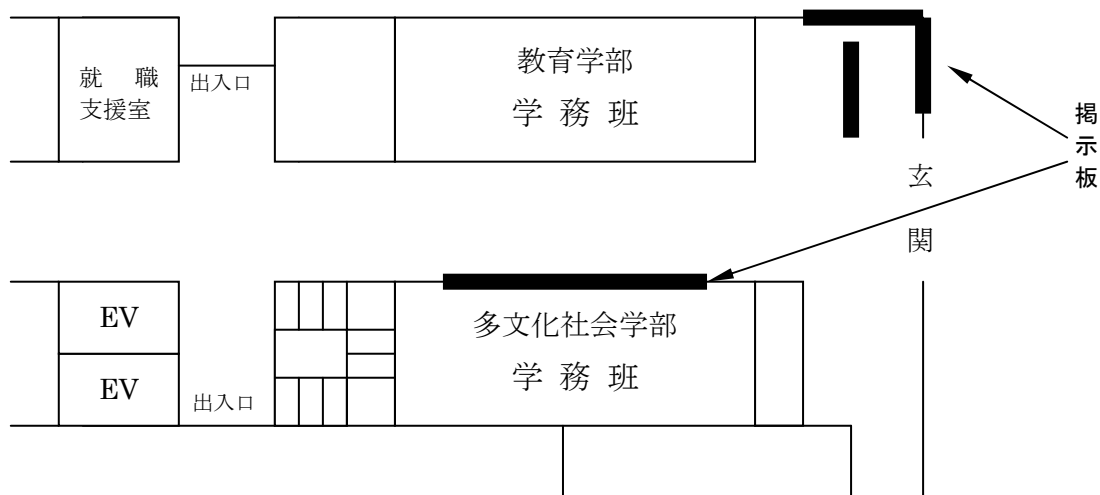 就 職
支援室
出入口
教育学部
学 務 班
掲示板
玄関
EV
EV
出入口
多文化社会学部
学 務 班